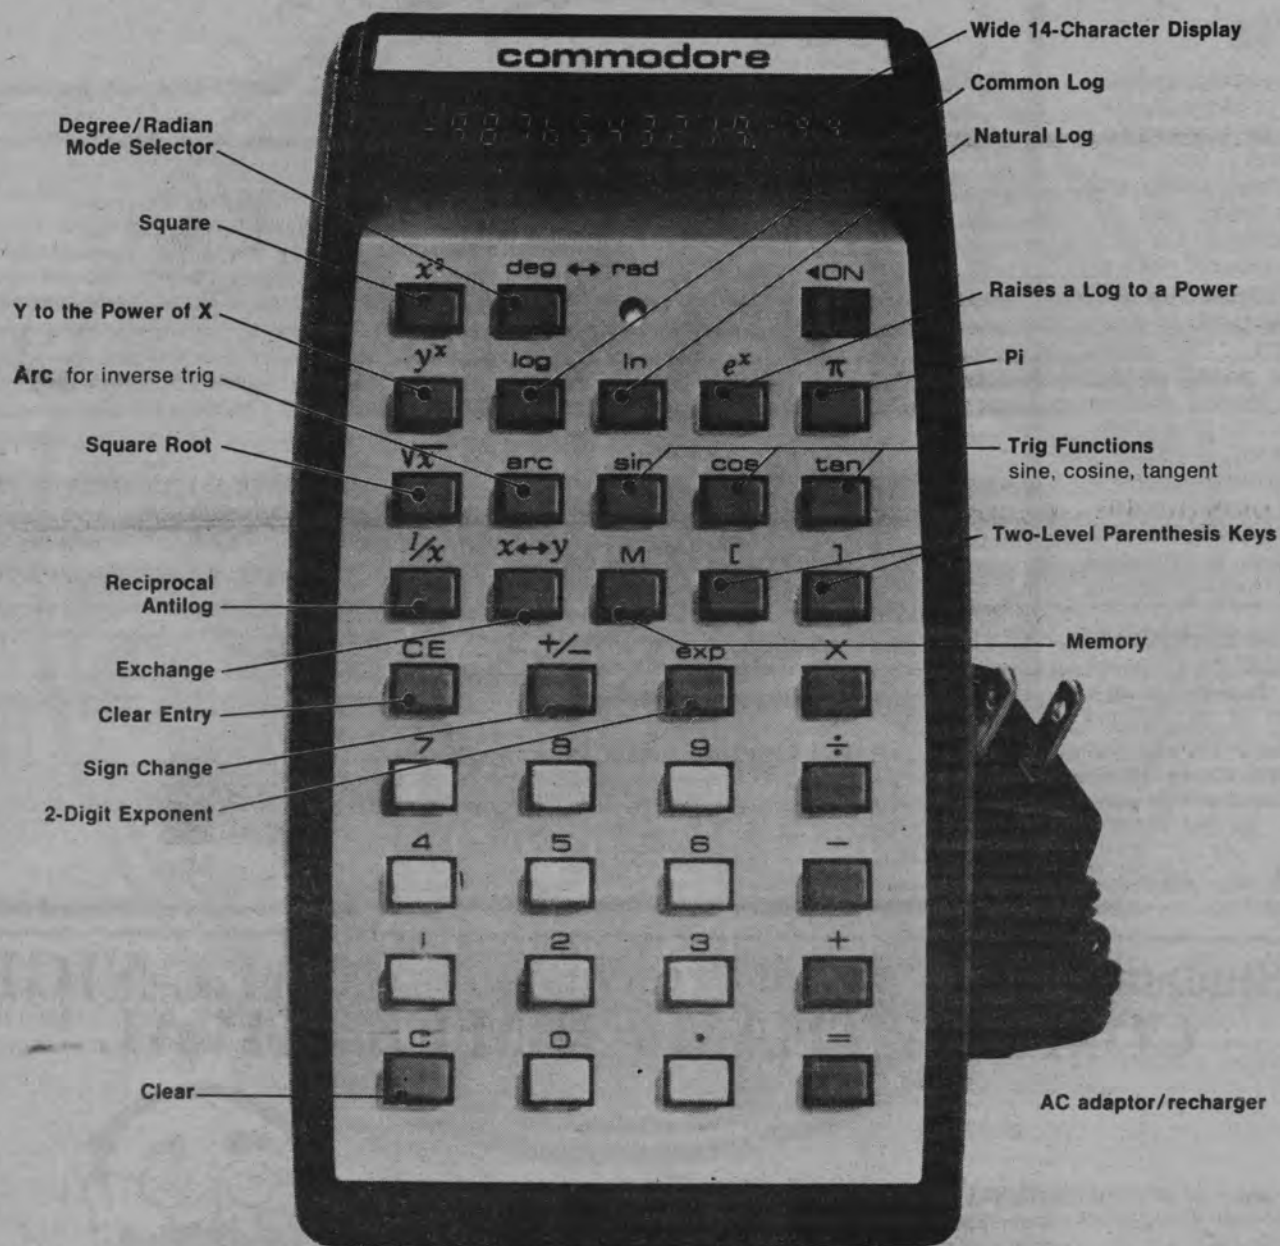 commodore
-9876543219.-94
Wide 14-Character Display
Common Log
Natural Log
Degree/Radian
Mode Selector
Square
Y to the Power of X
Arc for inverse trig
Square Root
Reciprocal
Antilog
Exchange
Clear Entry
Sign Change
2-Digit Exponent
Clear
x² deg ↔ rad ◀ON
yˣ log ln eˣ π
√x arc sin cos tan
1/x x↔y M [ ]
CE +/− exp X
7 8 9 ÷
4 5 6 −
1 2 3 +
C 0 . =
Raises a Log to a Power
Pi
Trig Functions
sine, cosine, tangent
Two-Level Parenthesis Keys
Memory
AC adaptor/recharger